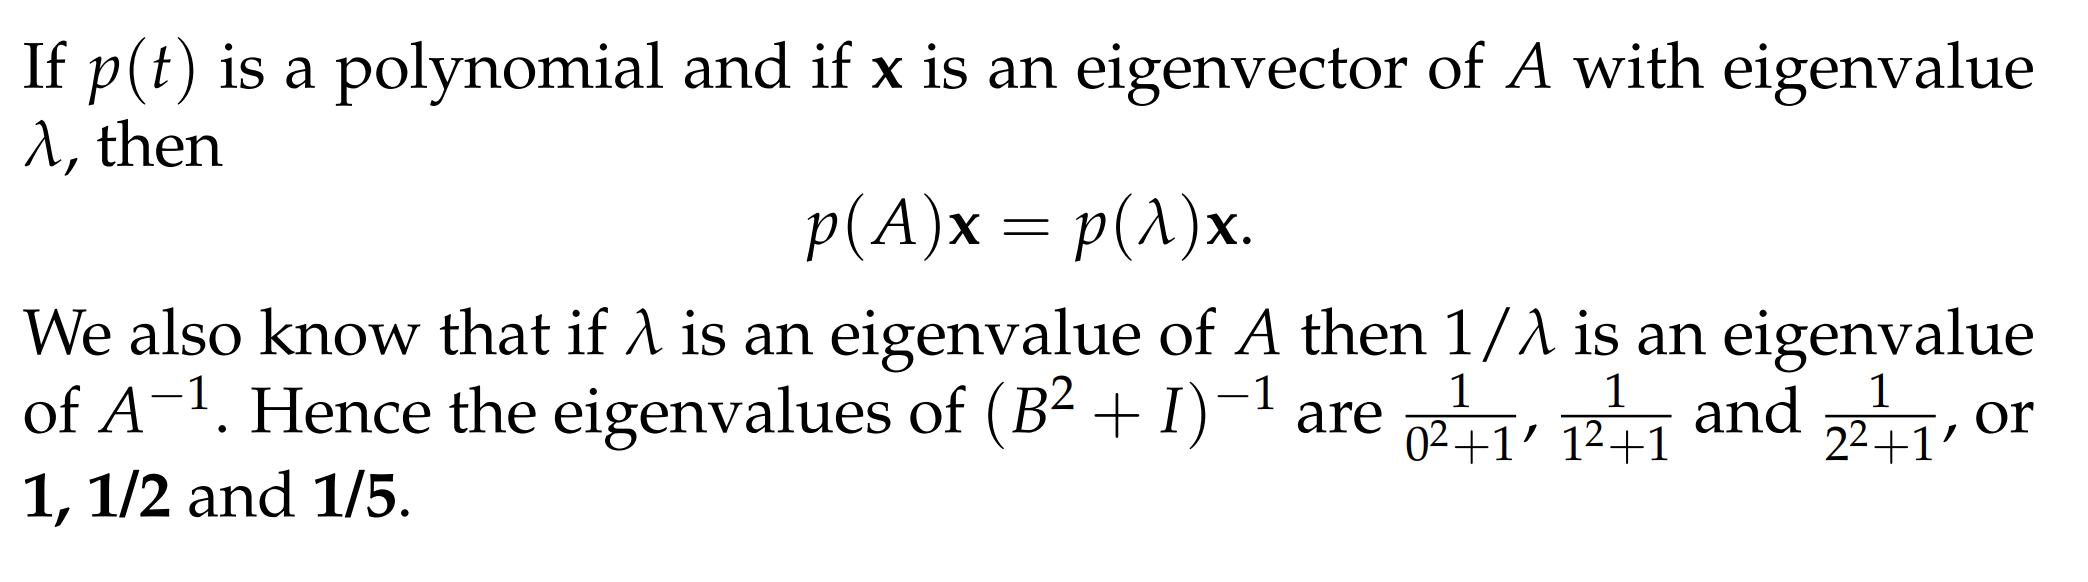 If p(t) is a polynomial and if x is an eigenvector of A with eigenvalue
λ, then
p(A)x = p(λ)x.
We also know that if λ is an eigenvalue of A then 1/λ is an eigenvalue
of A⁻¹. Hence the eigenvalues of (B² + I)⁻¹ are 1/(0²+1), 1/(1²+1) and 1/(2²+1), or
1, 1/2 and 1/5.